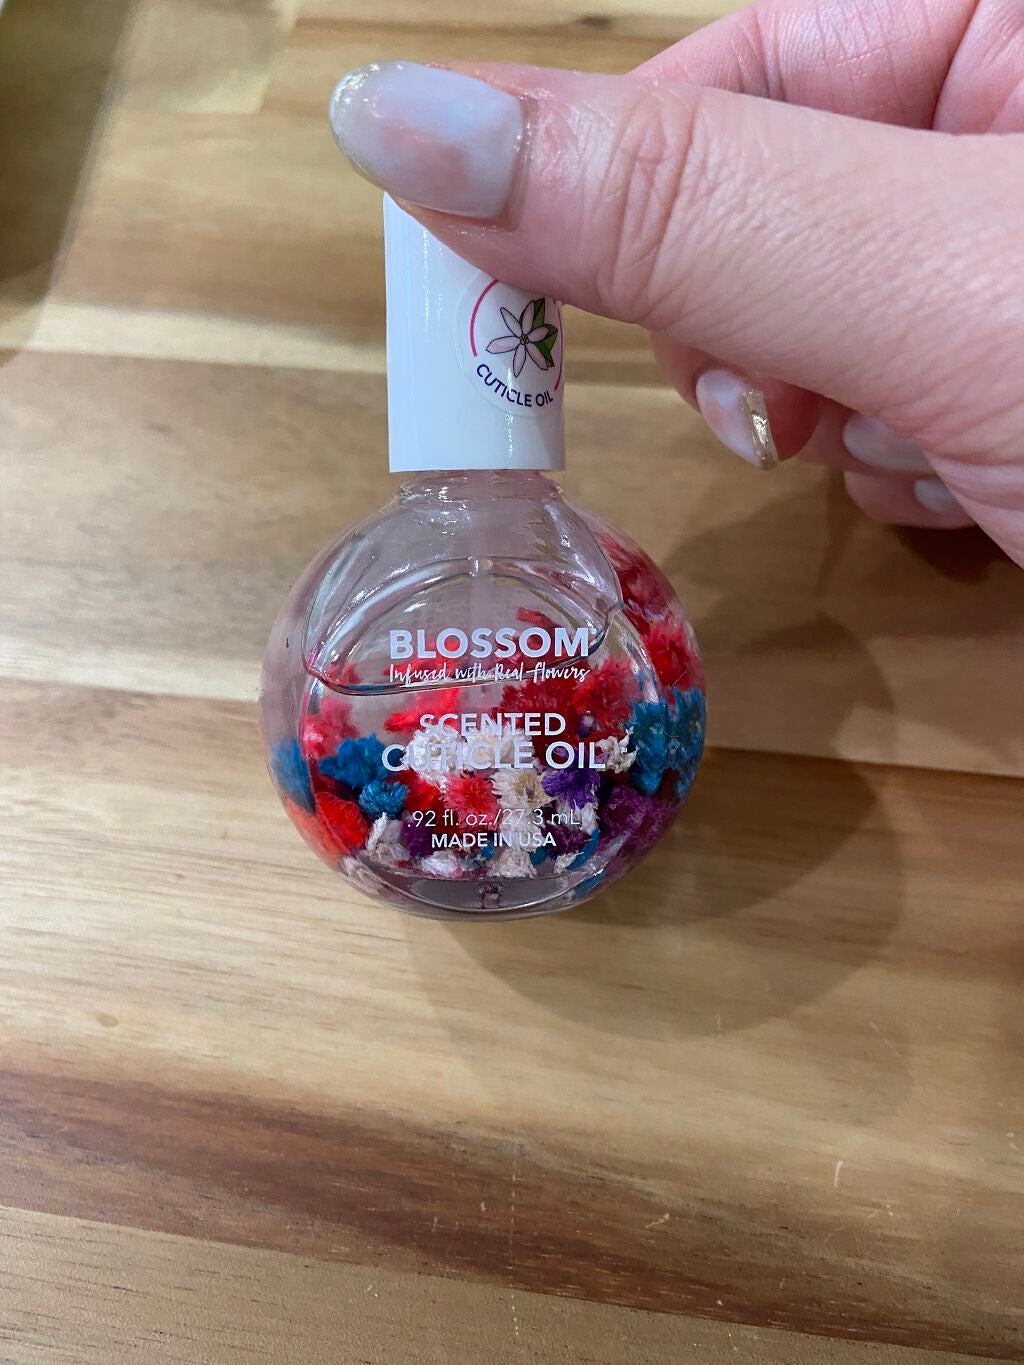 CUTICLE OIL
BLOSSOM
Infused with Real flowers
SCENTED
CUTICLE OIL
.92 fl. oz./27.3 mL
MADE IN USA